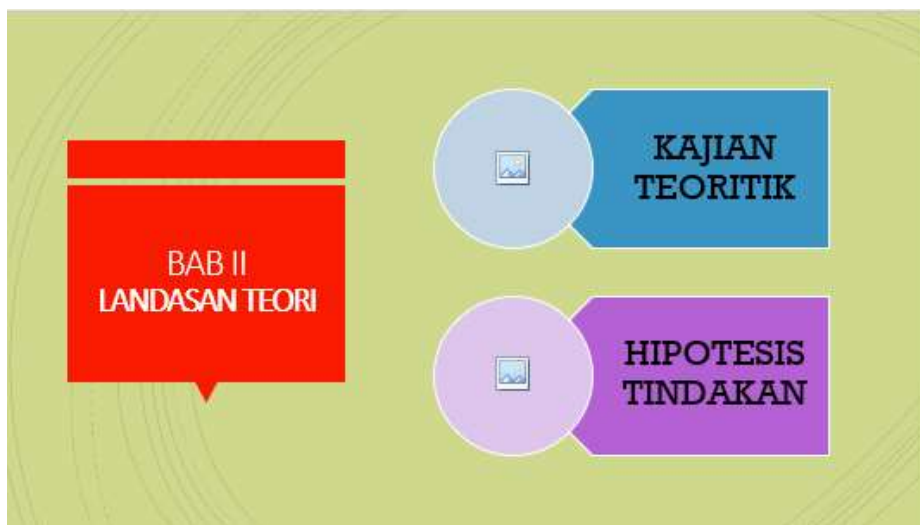 BAB II
LANDASAN TEORI
KAJIAN
TEORITIK
HIPOTESIS
TINDAKAN